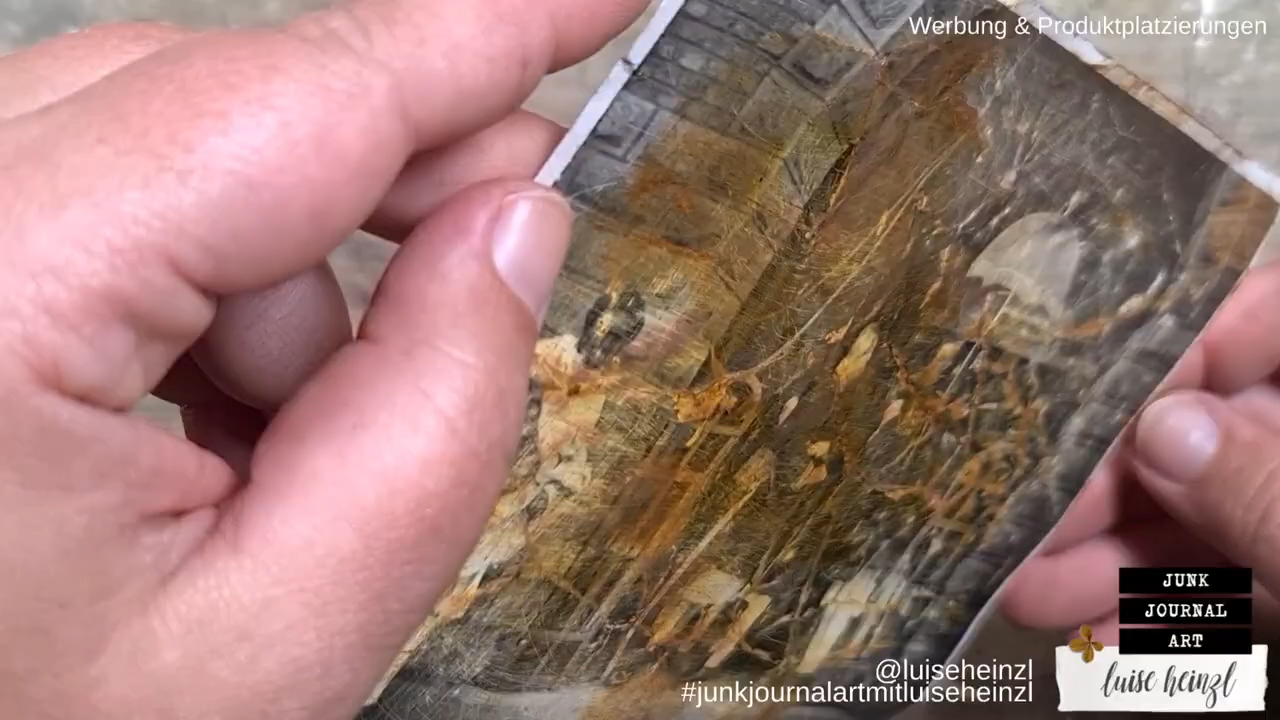 Werbung & Produktplatzierungen
@luiseheinzl
#junkjournalartmitluiseheinzl
JUNK
JOURNAL
ART
luise heinzl